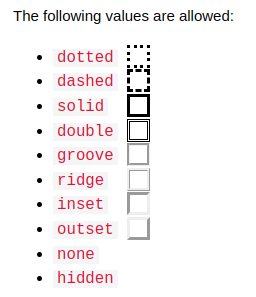 The following values are allowed:
dotted
dashed
solid
double
groove
ridge
inset
outset
none
hidden